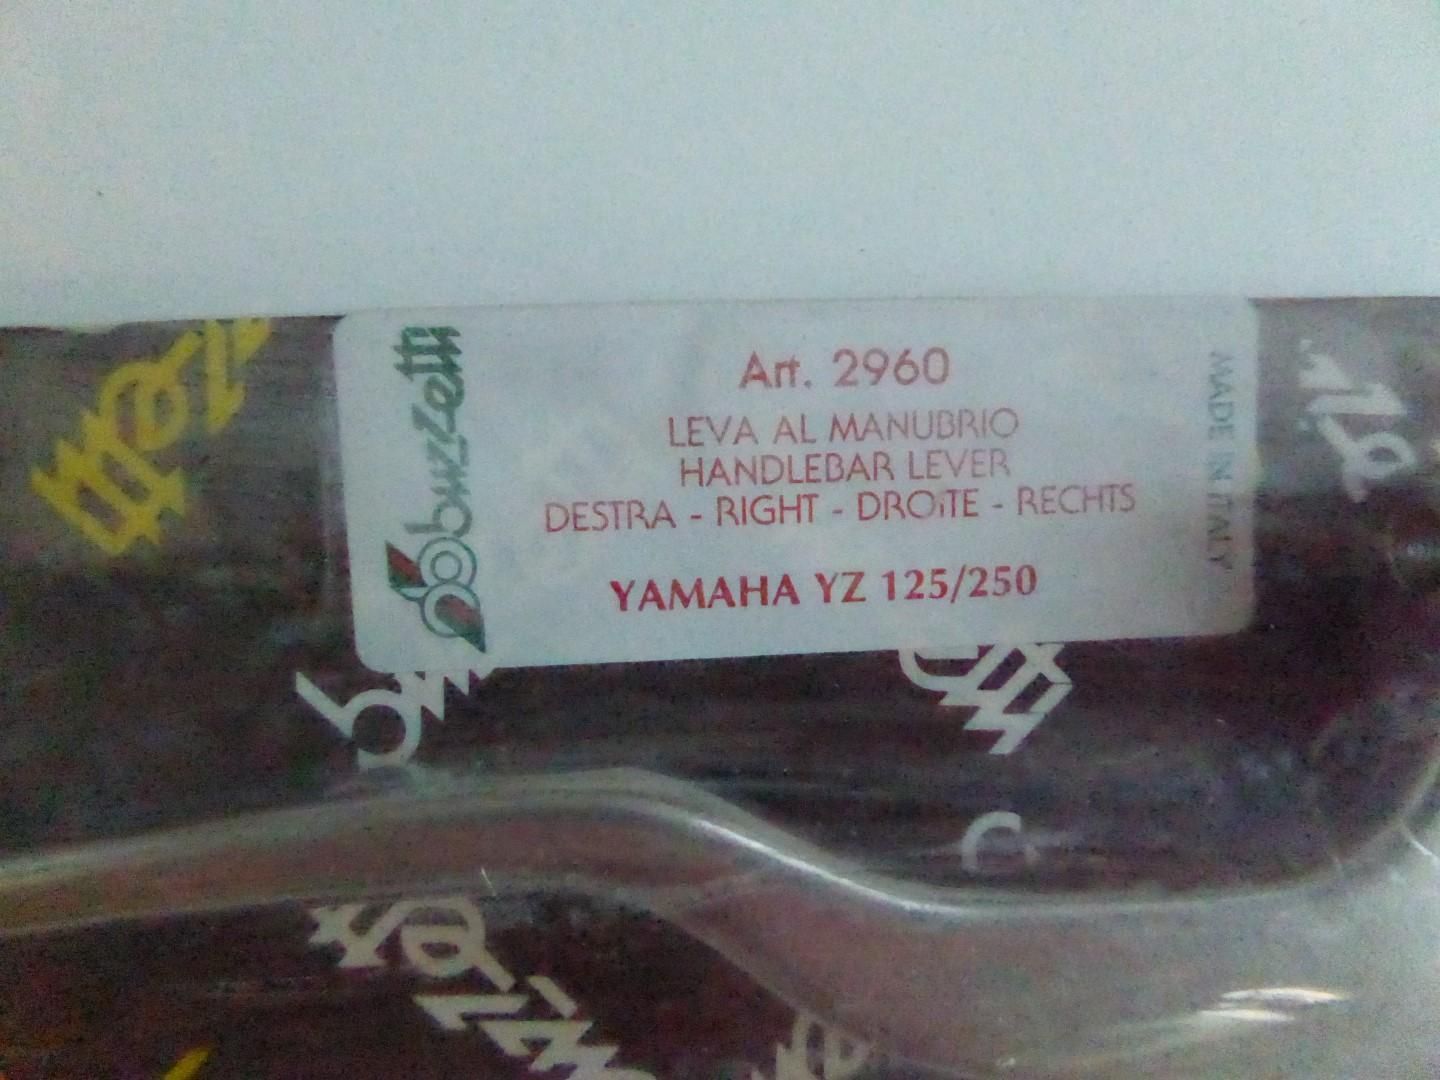 buzzetti
Art. 2960
LEVA AL MANUBRIO
HANDLEBAR LEVER
DESTRA - RIGHT - DROiTE - RECHTS
YAMAHA YZ 125/250
MADE IN ITALY